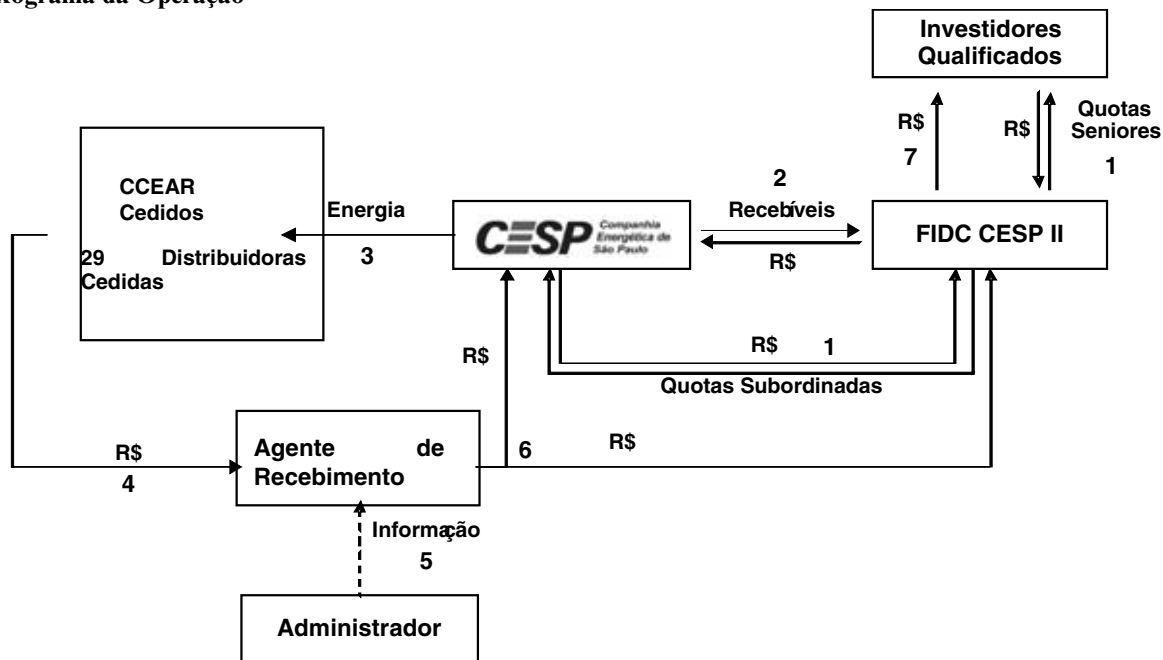 xograma da Operação
Investidores
Qualificados
R$
7
R$
Quotas
Seniores
1
CCEAR
Cedidos
29 Distribuidoras
Cedidas
Energia
3
CESP Companhia
Energética de
São Paulo
2
Recebíveis
R$
FIDC CESP II
R$
R$ 1
Quotas Subordinadas
R$
4
Agente de
Recebimento
6
R$
Informação
5
Administrador